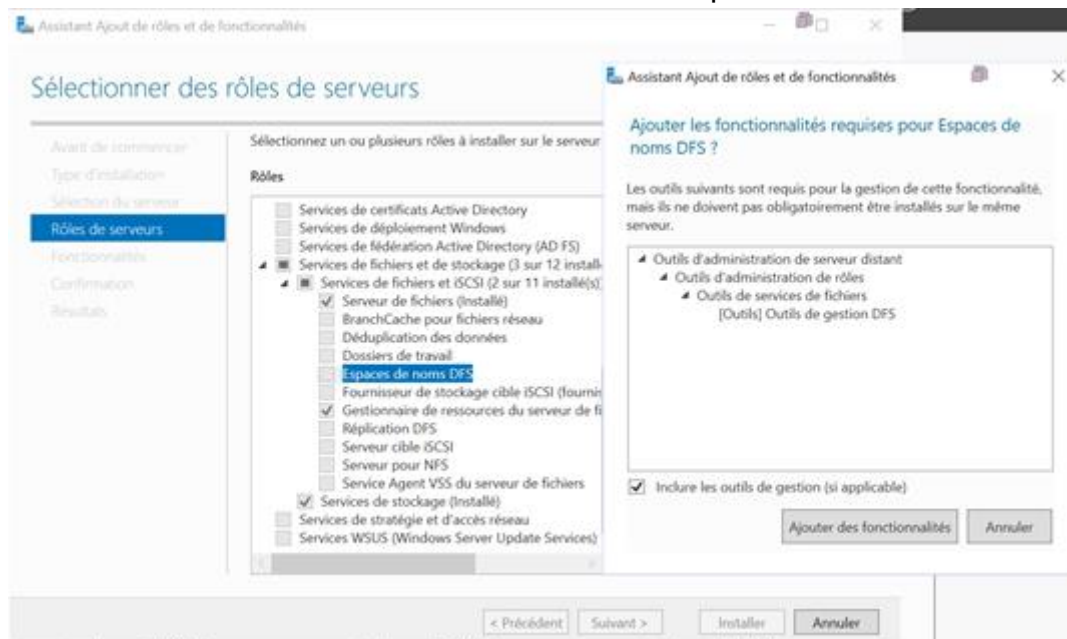 Assistant Ajout de rôles et de fonctionnalités
Sélectionner des rôles de serveurs
Avant de commencer
Type d'installation
Sélection du serveur
Rôles de serveurs
Fonctionnalités
Confirmation
Résultats
Sélectionnez un ou plusieurs rôles à installer sur le serveur
Rôles
Services de certificats Active Directory
Services de déploiement Windows
Services de fédération Active Directory (AD FS)
Services de fichiers et de stockage (3 sur 12 install
Services de fichiers et iSCSI (2 sur 11 installé(s)
Serveur de fichiers (Installé)
BranchCache pour fichiers réseau
Déduplication des données
Dossiers de travail
Espaces de noms DFS
Fournisseur de stockage cible iSCSI (fournis
Gestionnaire de ressources du serveur de fi
Réplication DFS
Serveur cible iSCSI
Serveur pour NFS
Service Agent VSS du serveur de fichiers
Services de stockage (Installé)
Services de stratégie et d'accès réseau
Services WSUS (Windows Server Update Services)
< Précédent
Suivant >
Installer
Annuler
Assistant Ajout de rôles et de fonctionnalités
Ajouter les fonctionnalités requises pour Espaces de
noms DFS ?
Les outils suivants sont requis pour la gestion de cette fonctionnalité,
mais ils ne doivent pas obligatoirement être installés sur le même
serveur.
Outils d'administration de serveur distant
Outils d'administration de rôles
Outils de services de fichiers
[Outils] Outils de gestion DFS
Inclure les outils de gestion (si applicable)
Ajouter des fonctionnalités
Annuler